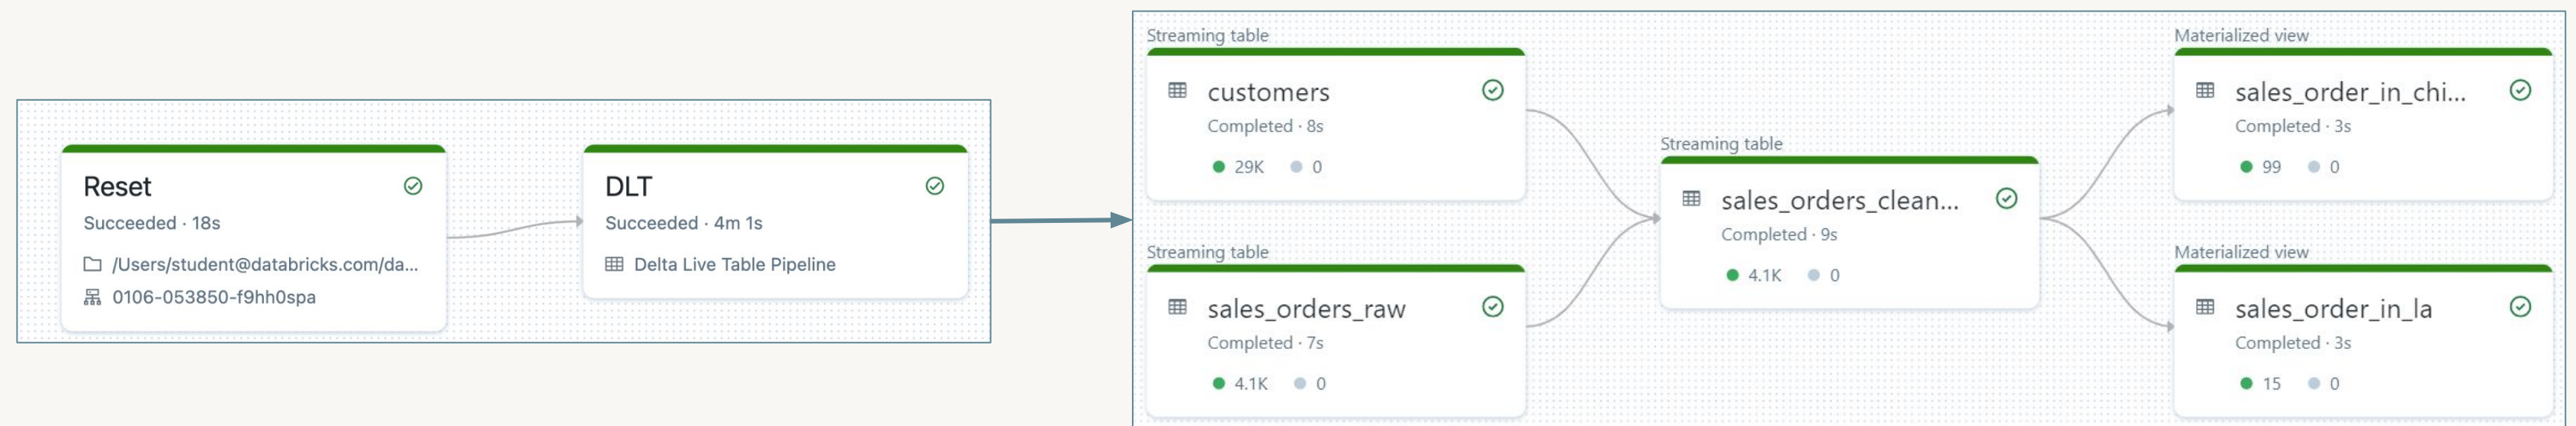 Reset
Succeeded · 18s
/Users/student@databricks.com/da...
0106-053850-f9hh0spa
DLT
Succeeded · 4m 1s
Delta Live Table Pipeline
Streaming table
customers
Completed · 8s
29K 0
Streaming table
sales_orders_raw
Completed · 7s
4.1K 0
Streaming table
sales_orders_clean...
Completed · 9s
4.1K 0
Materialized view
sales_order_in_chi...
Completed · 3s
99 0
Materialized view
sales_order_in_la
Completed · 3s
15 0